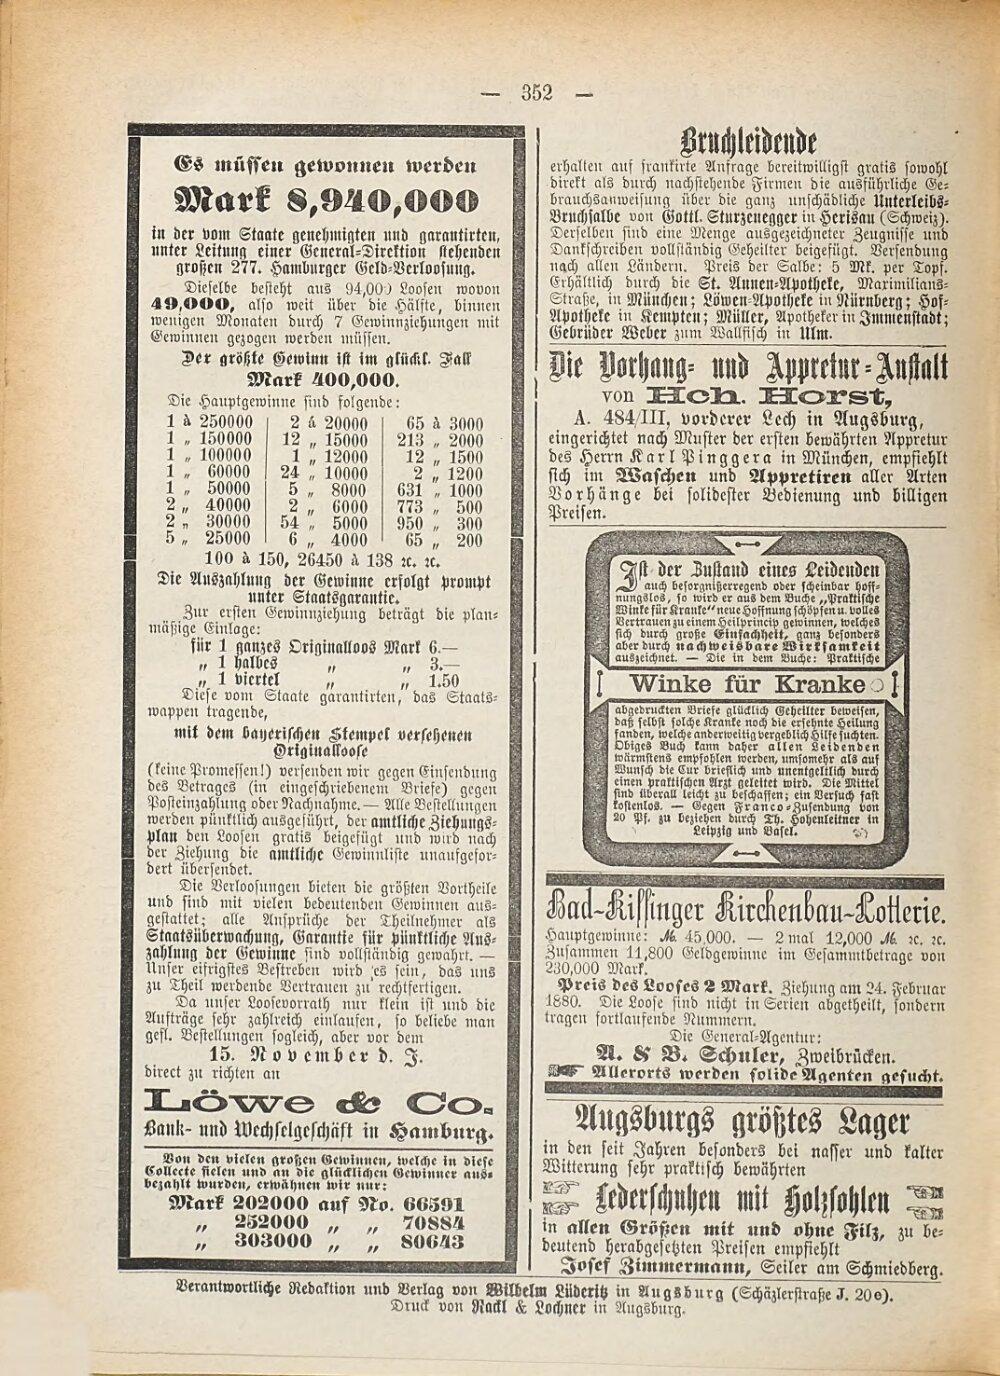 — 352 —
Es müssen gewonnen werden
Mark 8,940,000
in der vom Staate genehmigten und garantirten,
unter Leitung einer General-Direktion stehenden
großen 277. Hamburger Geld-Verloosung.
Dieselbe besteht aus 94,000 Loosen wovon
49,000, also weit über die Hälfte, binnen
wenigen Monaten durch 7 Gewinnziehungen mit
Gewinnen gezogen werden müssen.
Der größte Gewinn ist im glückl. Fall
Mark 400,000.
Die Hauptgewinne sind folgende:
1 à 250000 | 2 á 20000 | 65 à 3000
1 „ 150000 | 12 „ 15000 | 213 „ 2000
1 „ 100000 | 1 „ 12000 | 12 „ 1500
1 „ 60000 | 24 „ 10000 | 2 „ 1200
1 „ 50000 | 5 „ 8000 | 631 „ 1000
2 „ 40000 | 2 „ 6000 | 773 „ 500
2 „ 30000 | 54 „ 5000 | 950 „ 300
5 „ 25000 | 6 „ 4000 | 65 „ 200
100 à 150, 26450 à 138 ꝛc. ꝛc.
Die Auszahlung der Gewinne erfolgt prompt
unter Staatsgarantie.
Zur ersten Gewinnziehung beträgt die plan-
mäßige Einlage:
für 1 ganzes Originalloos Mark 6.—
„ 1 halbes „ „ 3.—
„ 1 viertel „ „ 1.50
Diese vom Staate garantirten, das Staats-
wappen tragende,
mit dem bayerischen Stempel versehenen
Originalloose
(keine Promessen!) versenden wir gegen Einsendung
des Betrages (in eingeschriebenem Briefe) gegen
Posteinzahlung oder Nachnahme. — Alle Bestellungen
werden pünktlich ausgeführt, der amtliche Ziehungs-
plan den Loosen gratis beigefügt und wird nach
der Ziehung die amtliche Gewinnliste unaufgefor-
dert übersendet.
Die Verloosungen bieten die größten Vortheile
und sind mit vielen bedeutenden Gewinnen aus-
gestattet; alle Ansprüche der Theilnehmer als
Staatsüberwachung, Garantie für pünktliche Aus-
zahlung der Gewinne sind vollständig gewahrt. —
Unser eifrigstes Bestreben wird es sein, das uns
zu Theil werdende Vertrauen zu rechtfertigen.
Da unser Loosevorrath nur klein ist und die
Aufträge sehr zahlreich einlaufen, so beliebe man
gefl. Bestellungen sogleich, aber vor dem
15. November d. J.
direct zu richten an
Löwe & Co.
Bank- und Wechselgeschäft in Hamburg.
Von den vielen großen Gewinnen, welche in diese
Collecte fielen und an die glücklichen Gewinner aus-
bezahlt wurden, erwähnen wir nur:
Mark 202000 auf No. 66591
„ 252000 „ „ 70884
„ 303000 „ „ 80643
Bruchleidende
erhalten auf frankirte Anfrage bereitwilligst gratis sowohl
direkt als durch nachstehende Firmen die ausführliche Ge-
brauchsanweisung über die ganz unschädliche Unterleibs-
Bruchsalbe von Gottl. Sturzenegger in Herisau (Schweiz).
Derselben sind eine Menge ausgezeichneter Zeugnisse und
Dankschreiben vollständig Geheilter beigefügt. Versendung
nach allen Ländern. Preis der Salbe: 5 Mk. per Topf.
Erhältlich durch die St. Annen-Apotheke, Maximilians-
Straße, in München; Löwen-Apotheke in Nürnberg; Hof-
Apotheke in Kempten; Müller, Apotheker in Immenstadt;
Gebrüder Weber zum Wallfisch in Ulm.
Die Vorhang- und Appretur-Anstalt
von Hch. Horst,
A. 484/III, vorderer Lech in Augsburg,
eingerichtet nach Muster der ersten bewährten Appretur
des Herrn Karl Pinggera in München, empfiehlt
sich im Waschen und Appretiren aller Arten
Vorhänge bei solidester Bedienung und billigen
Preisen.
Ist der Zustand eines Leidenden
auch besorgnißerregend oder scheinbar hoff-
nungslos, so wird er aus dem Buche „Praktische
Winke für Kranke“ neue Hoffnung schöpfen u. volles
Vertrauen zu einem Heilprincip gewinnen, welches
sich durch große Einfachheit, ganz besonders
aber durch nachweisbare Wirksamkeit
auszeichnet. — Die in dem Buche: Praktische
Winke für Kranke
abgedruckten Briefe glücklich Geheilter beweisen,
daß selbst solche Kranke noch die ersehnte Heilung
fanden, welche anderweitig vergeblich Hilfe suchten.
Obiges Buch kann daher allen Leidenden
wärmstens empfohlen werden, umsomehr als auf
Wunsch die Cur brieflich und unentgeltlich durch
einen praktischen Arzt geleitet wird. Die Mittel
sind überall leicht zu beschaffen; ein Versuch fast
kostenlos. — Gegen Franco-Zusendung von
20 Pf. zu beziehen durch Th. Hohenleitner in
Leipzig und Basel.
Bad-Kissinger Kirchenbau-Lotterie.
Hauptgewinne: M. 45,000. — 2 mal 12,000 M. ꝛc. ꝛc.
Zusammen 11,800 Geldgewinne im Gesammtbetrage von
230,000 Mark.
Preis des Looses 2 Mark. Ziehung am 24. Februar
1880. Die Loose sind nicht in Serien abgetheilt, sondern
tragen fortlaufende Nummern.
Die General-Agentur:
A. & B. Schuler, Zweibrücken.
Allerorts werden solide Agenten gesucht.
Augsburgs größtes Lager
in den seit Jahren besonders bei nasser und kalter
Witterung sehr praktisch bewährten
Lederschuhen mit Holzsohlen
in allen Größen mit und ohne Filz, zu be-
deutend herabgesetzten Preisen empfiehlt
Josef Zimmermann, Seiler am Schmiedberg.
Verantwortliche Redaktion und Verlag von Wilhelm Lüderitz in Augsburg (Schäzlerstraße J. 20e).
Druck von Rackl & Lochner in Augsburg.